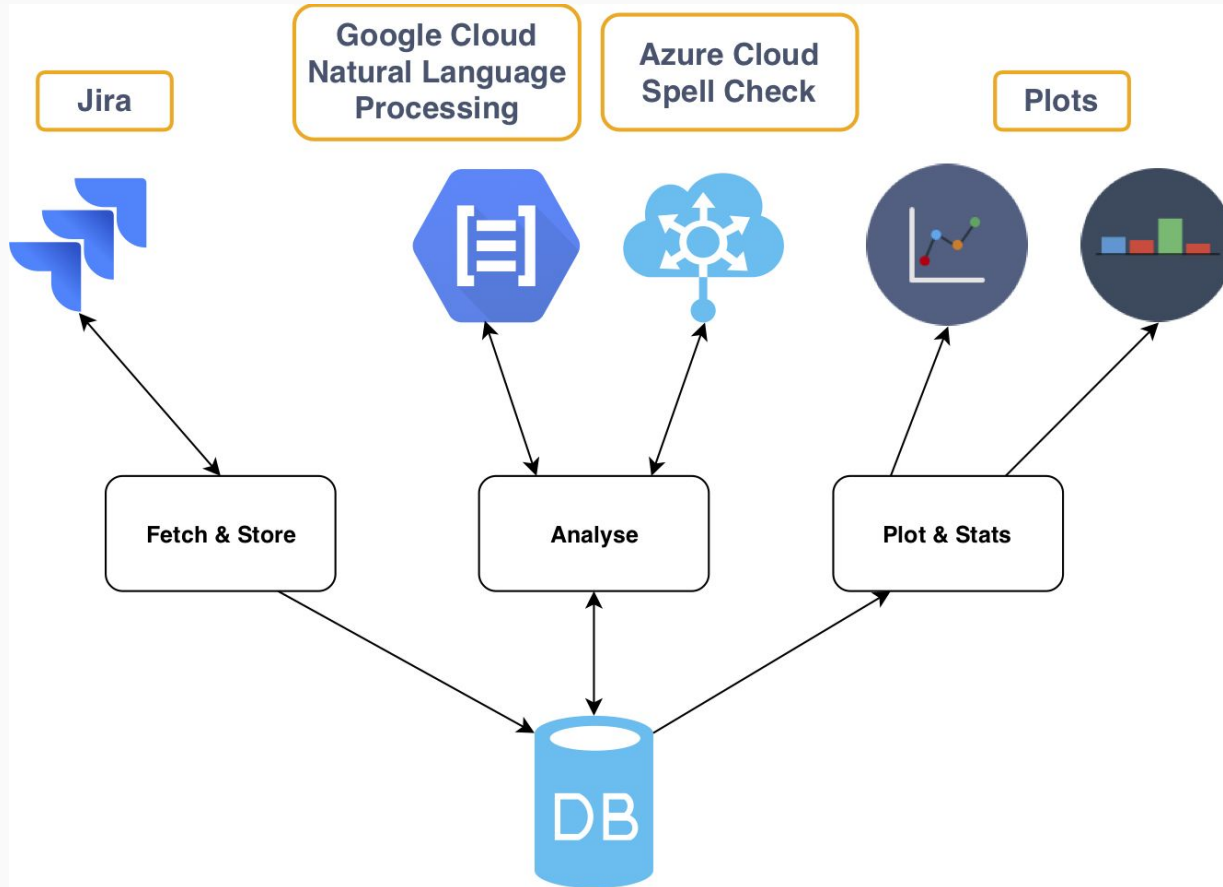 Jira
Google Cloud
Natural Language
Processing
Azure Cloud
Spell Check
Plots
Fetch & Store
Analyse
Plot & Stats
DB